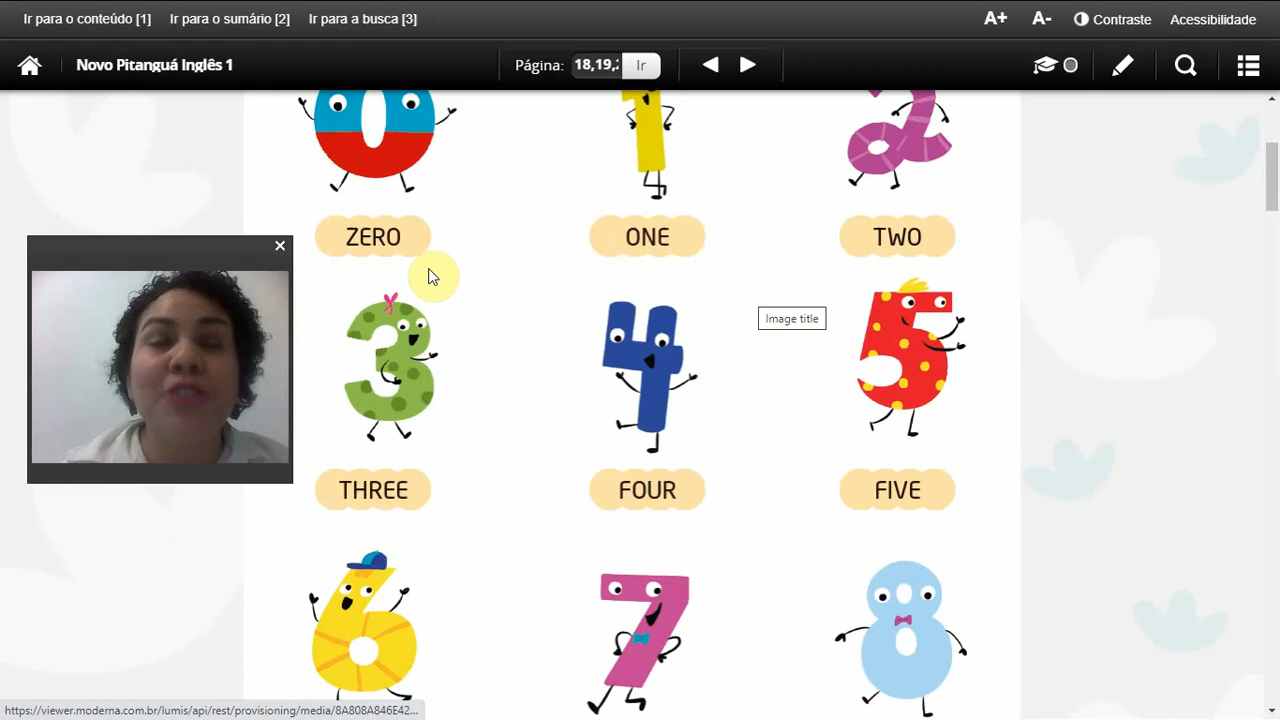 Ir para o conteúdo [1] Ir para o sumário [2] Ir para a busca [3] A+ A- Contraste Acessibilidade
Novo Pitanguá Inglês 1 Página: 18,19,2 Ir
ZERO ONE TWO
Image title
THREE FOUR FIVE
https://viewer.moderna.com.br/lumis/api/rest/provisioning/media/8A808A846E42...